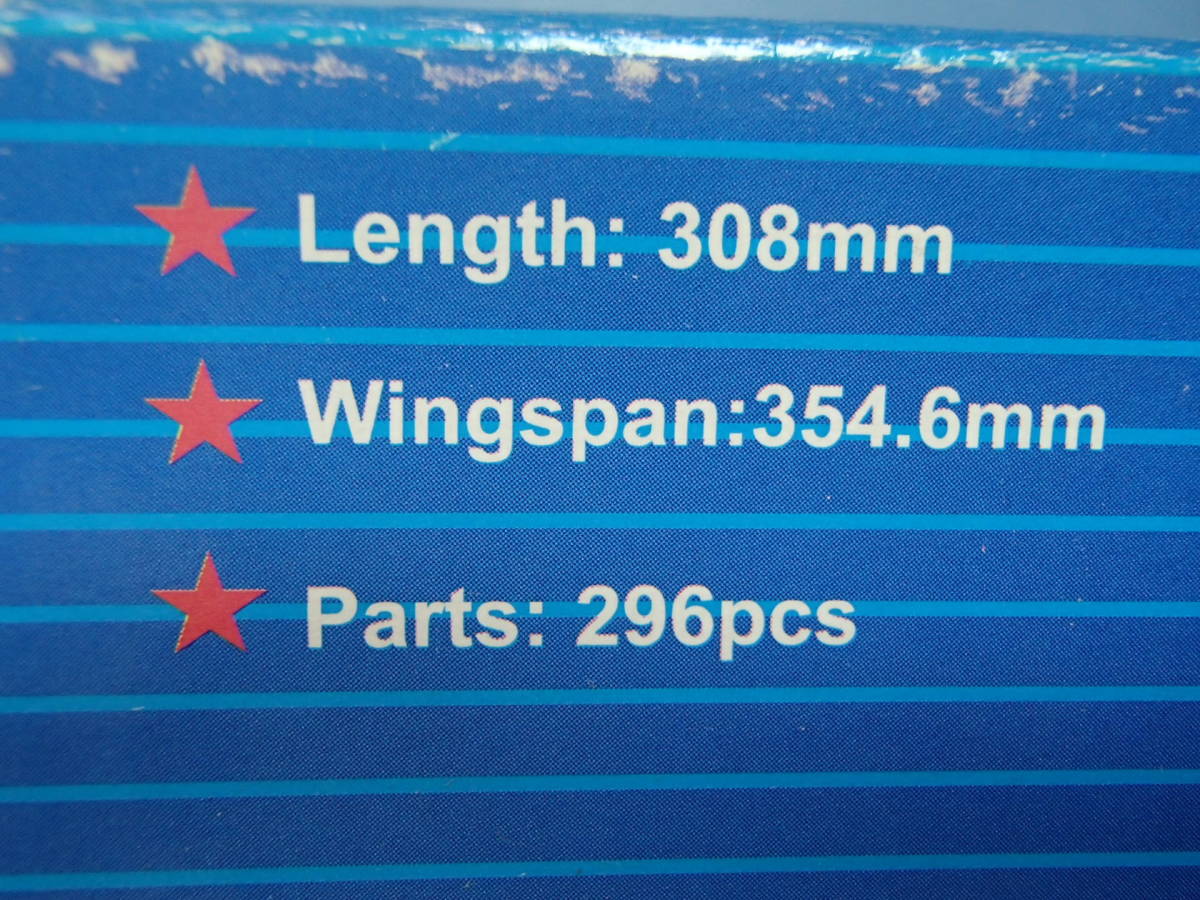 Length: 308mm
Wingspan:354.6mm
Parts: 296pcs